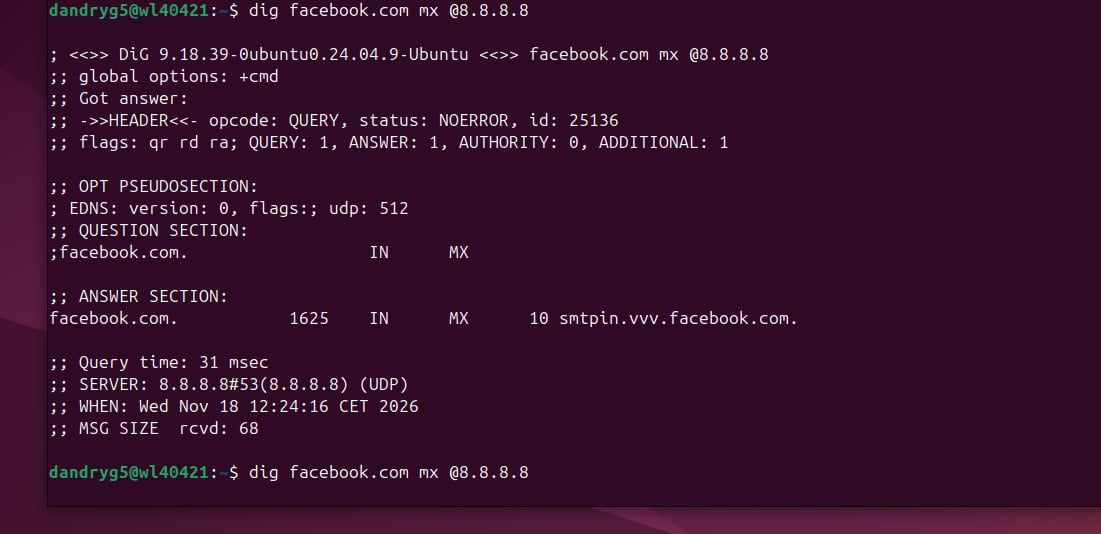 dandryg5@wl40421:~$ dig facebook.com mx @8.8.8.8
; <<>> DiG 9.18.39-0ubuntu0.24.04.9-Ubuntu <<>> facebook.com mx @8.8.8.8
;; global options: +cmd
;; Got answer:
;; ->>HEADER<<- opcode: QUERY, status: NOERROR, id: 25136
;; flags: qr rd ra; QUERY: 1, ANSWER: 1, AUTHORITY: 0, ADDITIONAL: 1
;; OPT PSEUDOSECTION:
; EDNS: version: 0, flags:; udp: 512
;; QUESTION SECTION:
;facebook.com. IN MX
;; ANSWER SECTION:
facebook.com. 1625 IN MX 10 smtpin.vvv.facebook.com.
;; Query time: 31 msec
;; SERVER: 8.8.8.8#53(8.8.8.8) (UDP)
;; WHEN: Wed Nov 18 12:24:16 CET 2026
;; MSG SIZE  rcvd: 68
dandryg5@wl40421:~$ dig facebook.com mx @8.8.8.8